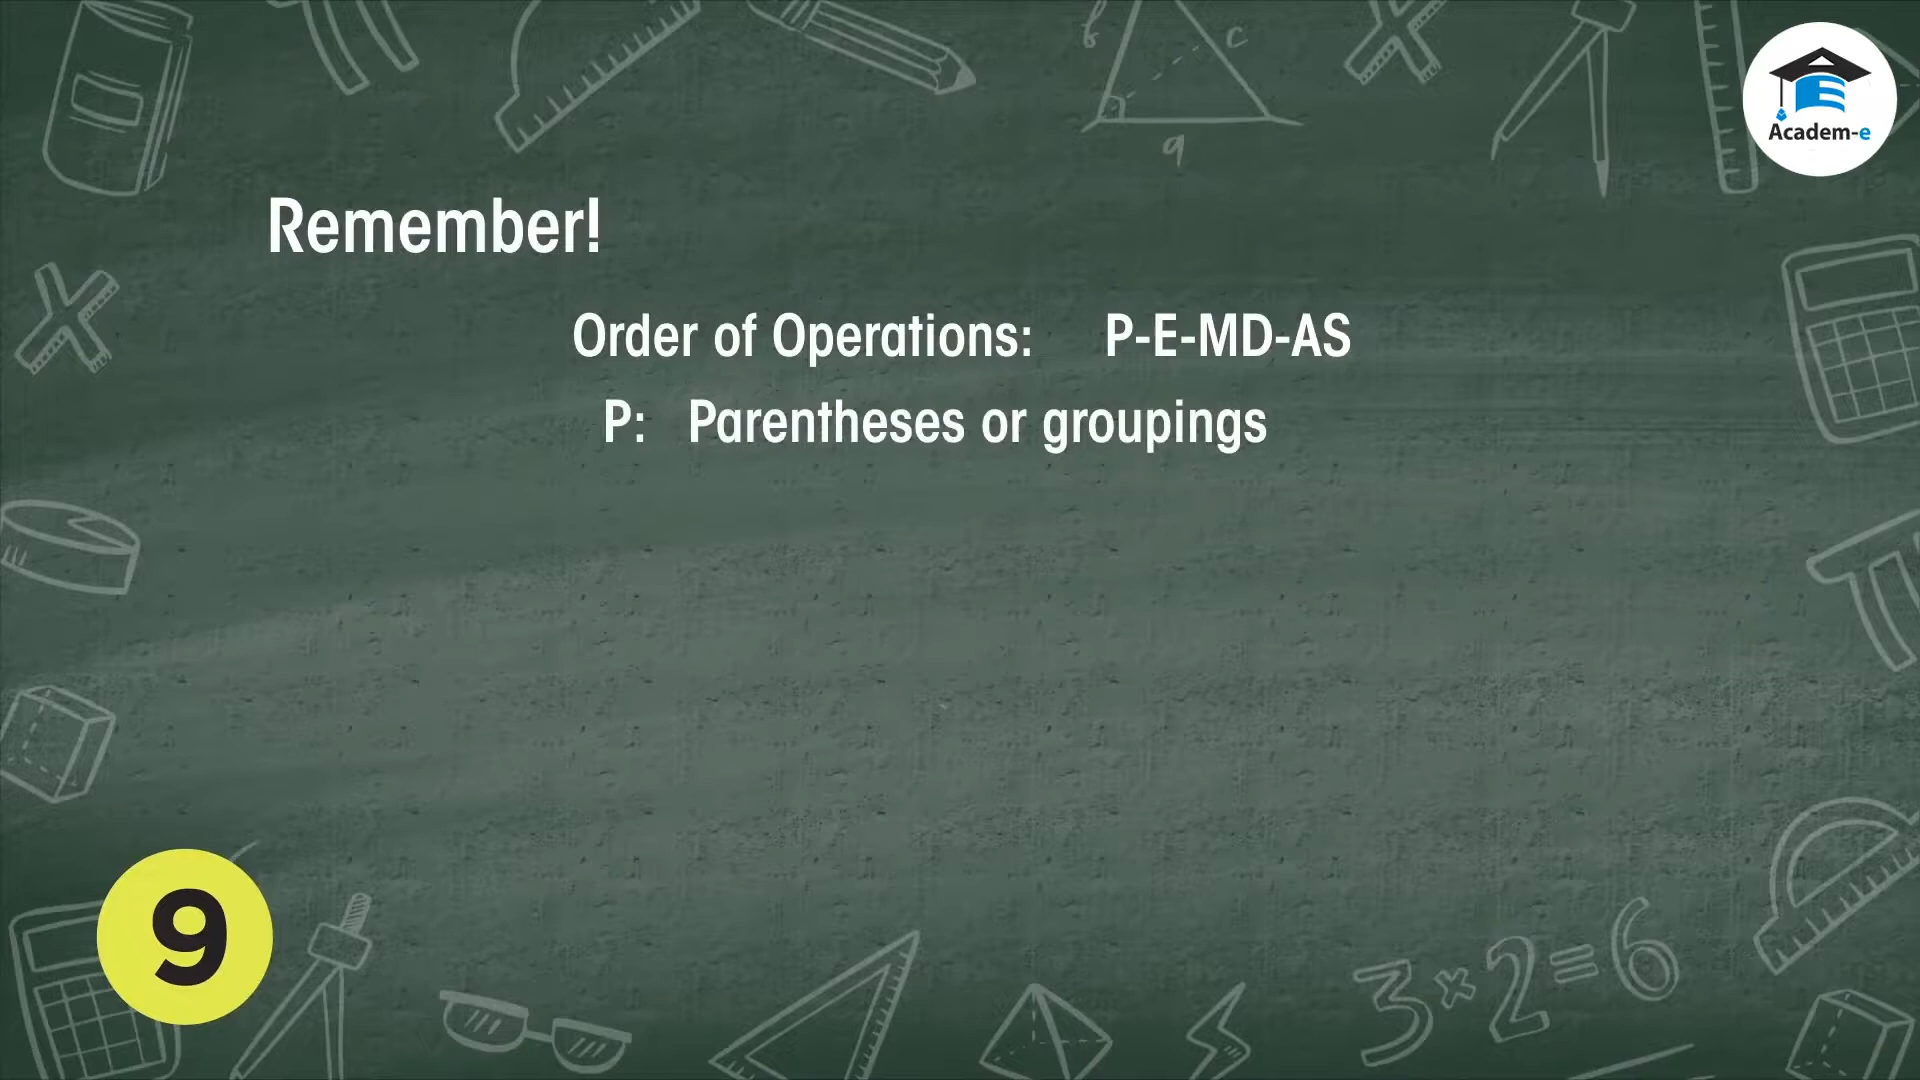 b
c
a
Academ-e
Remember!
Order of Operations: P-E-MD-AS
P: Parentheses or groupings
9
3×2=6